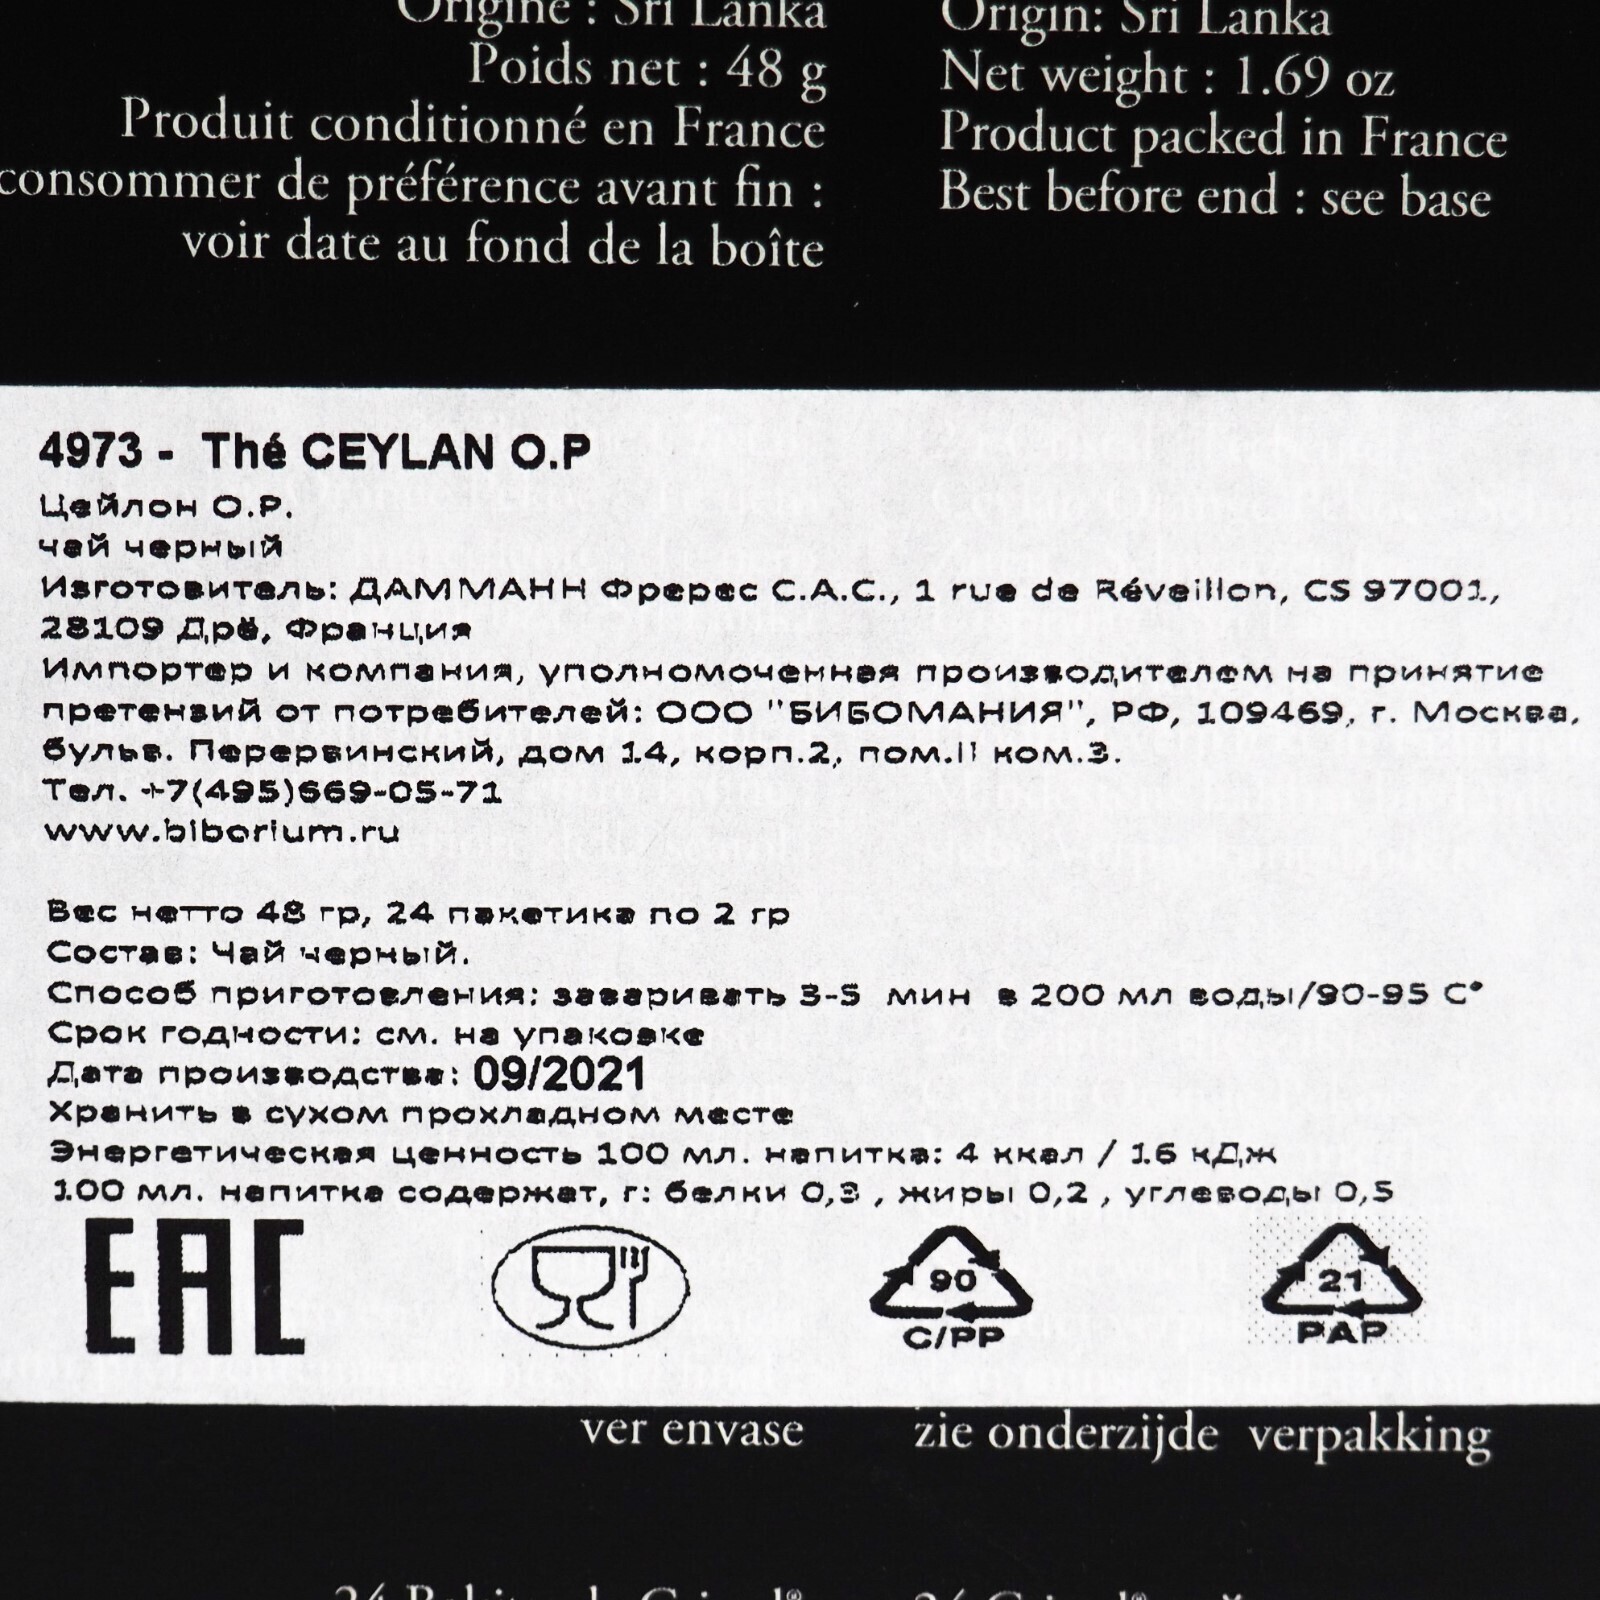 Origine : Sri Lanka
Poids net : 48 g
Produit conditionné en France
consommer de préférence avant fin :
voir date au fond de la boîte
Origin: Sri Lanka
Net weight : 1.69 oz
Product packed in France
Best before end : see base
4973 - Thé CEYLAN O.P
Цейлон О.Р.
чай черный
Изготовитель: ДАММАНН Фререс С.А.С., 1 rue de Réveillon, CS 97001,
28109 Дрё, Франция
Импортер и компания, уполномоченная производителем на принятие
претензий от потребителей: ООО "БИБОМАНИЯ", РФ, 109469, г. Москва,
бульв. Перервинский, дом 14, корп.2, пом.II ком.3.
Тел. +7(495)669-05-71
www.biborium.ru
Вес нетто 48 гр, 24 пакетика по 2 гр
Состав: Чай черный.
Способ приготовления: заваривать 3-5 мин в 200 мл воды/90-95 С°
Срок годности: см. на упаковке
Дата производства: 09/2021
Хранить в сухом прохладном месте
Энергетическая ценность 100 мл. напитка: 4 ккал / 16 кДж
100 мл. напитка содержат, г: белки 0,3 , жиры 0,2 , углеводы 0,5
EAC
90
C/PP
21
PAP
ver envase
zie onderzijde verpakking